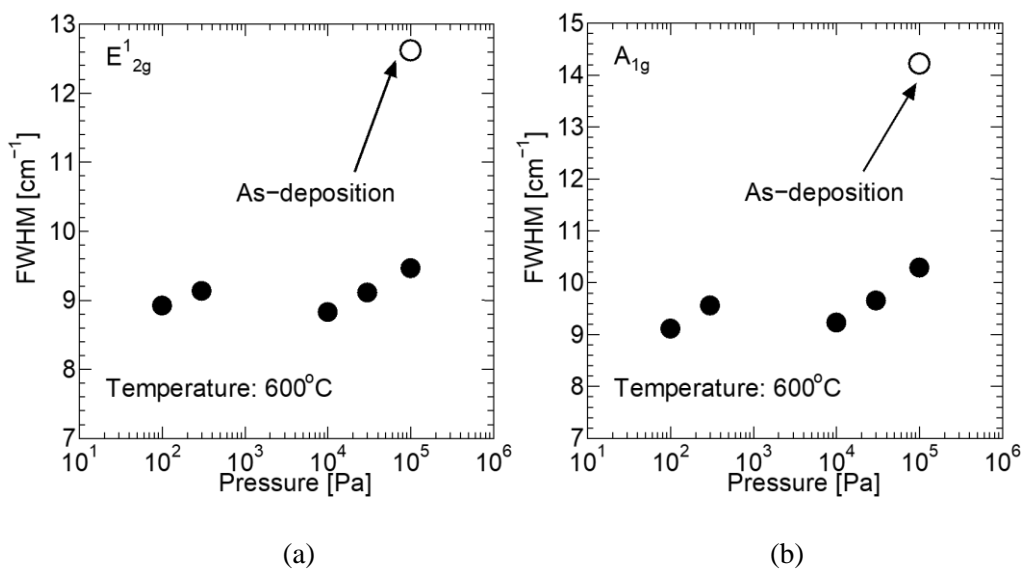 13
12
11
10
9
8
7
FWHM [cm⁻¹]
E¹₂g
As−deposition
Temperature: 600°C
10¹ 10² 10³ 10⁴ 10⁵ 10⁶
Pressure [Pa]
(a)
15
14
13
12
11
10
9
8
7
FWHM [cm⁻¹]
A₁g
As−deposition
Temperature: 600°C
10¹ 10² 10³ 10⁴ 10⁵ 10⁶
Pressure [Pa]
(b)